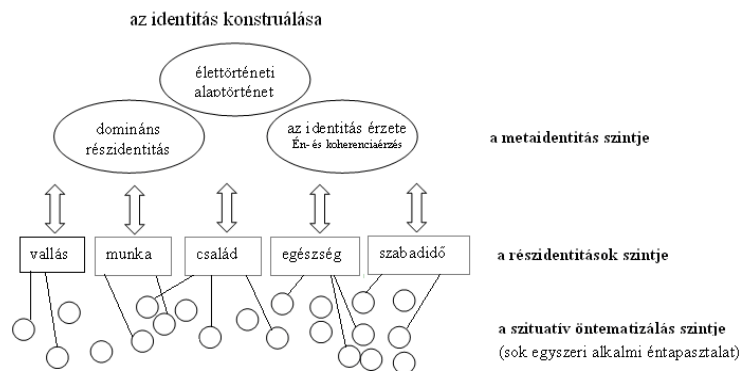 az identitás konstruálása
élettörténeti
alaptörténet
domináns
részidentitás
az identitás érzete
Én- és koherenciaérzés
a metaidentitás szintje
vallás
munka
család
egészség
szabadidő
a részidentitások szintje
a szituatív öntematizálás szintje
(sok egyszeri alkalmi éntapasztalat)